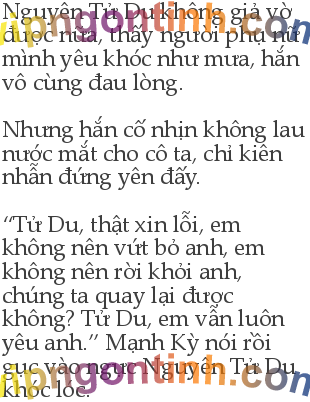 Nguyên Tử Du không giả vờ
được nữa, thấy người phụ nữ
mình yêu khóc như mưa, hắn
vô cùng đau lòng.
Nhưng hắn cố nhịn không lau
nước mắt cho cô ta, chỉ kiên
nhẫn đứng yên đấy.
“Tử Du, thật xin lỗi, em
không nên vứt bỏ anh, em
không nên rời khỏi anh,
chúng ta quay lại được
không? Tử Du, em vẫn luôn
yêu anh.” Mạnh Kỳ nói rồi
gục vào ngực Nguyên Tử Du
khóc lóc.